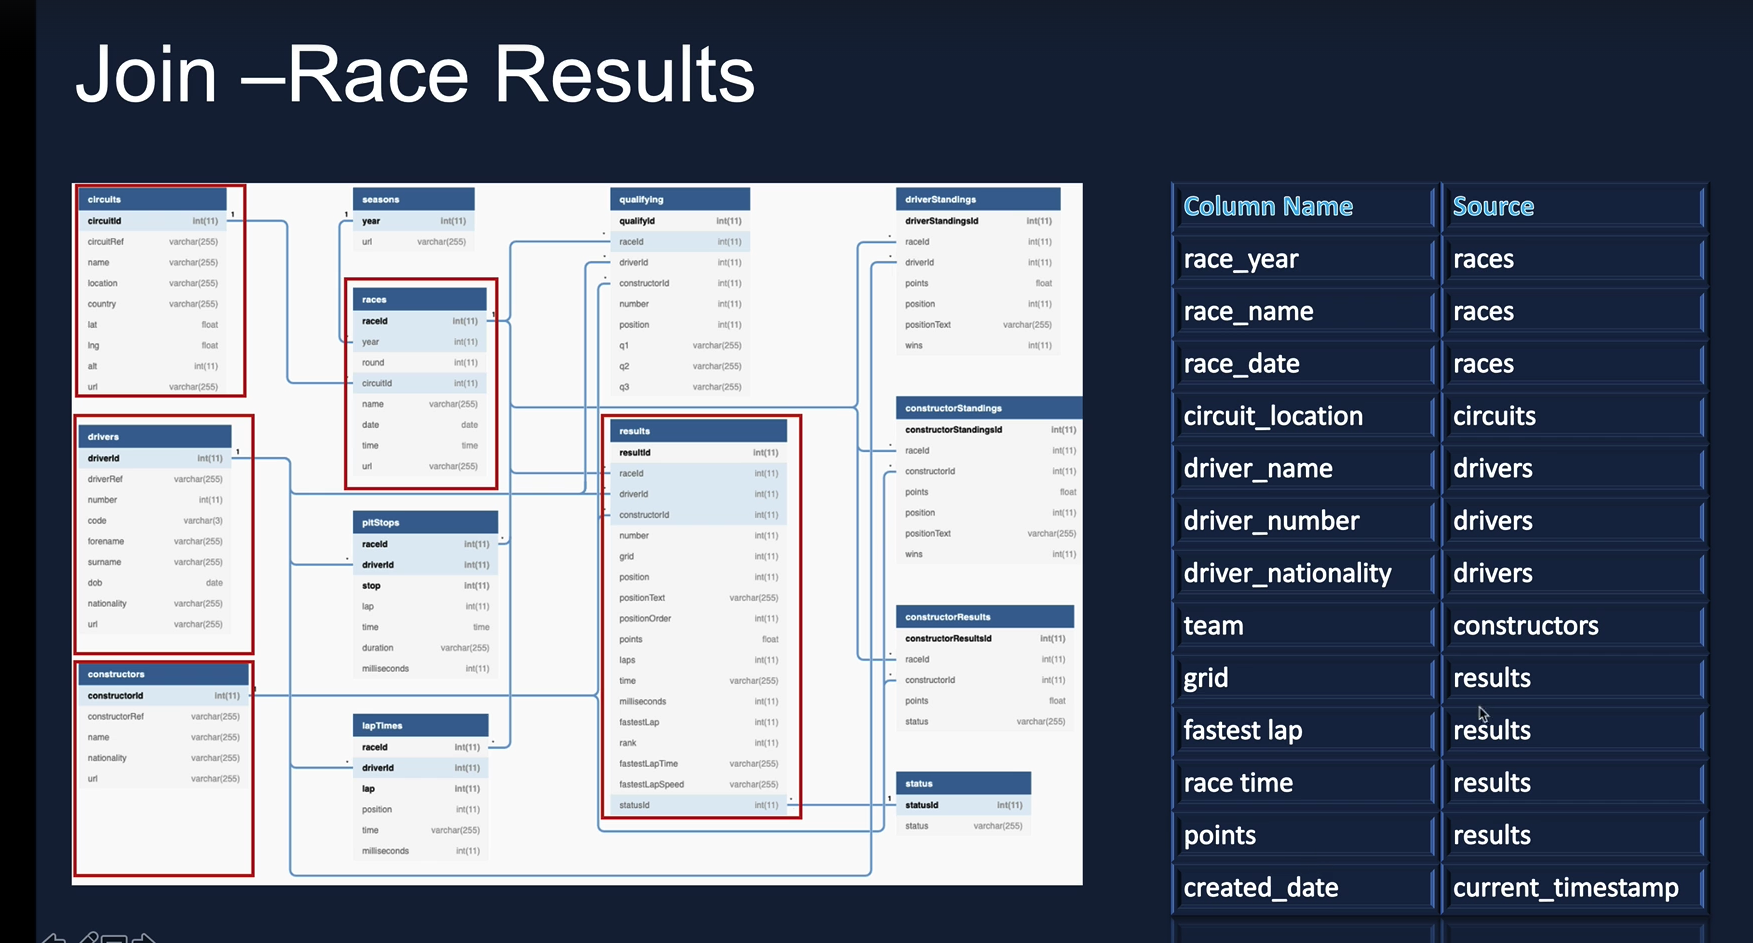 Join –Race Results
circuits
circuitId int(11)
circuitRef varchar(255)
name varchar(255)
location varchar(255)
country varchar(255)
lat float
lng float
alt int(11)
url varchar(255)
drivers
driverId int(11)
driverRef varchar(255)
number int(11)
code varchar(3)
forename varchar(255)
surname varchar(255)
dob date
nationality varchar(255)
url varchar(255)
constructors
constructorId int(11)
constructorRef varchar(255)
name varchar(255)
nationality varchar(255)
url varchar(255)
seasons
year int(11)
url varchar(255)
races
raceId int(11)
year int(11)
round int(11)
circuitId int(11)
name varchar(255)
date date
time time
url varchar(255)
pitStops
raceId int(11)
driverId int(11)
stop int(11)
lap int(11)
time time
duration varchar(255)
milliseconds int(11)
lapTimes
raceId int(11)
driverId int(11)
lap int(11)
position int(11)
time varchar(255)
milliseconds int(11)
qualifying
qualifyId int(11)
raceId int(11)
driverId int(11)
constructorId int(11)
number int(11)
position int(11)
q1 varchar(255)
q2 varchar(255)
q3 varchar(255)
results
resultId int(11)
raceId int(11)
driverId int(11)
constructorId int(11)
number int(11)
grid int(11)
position int(11)
positionText varchar(255)
positionOrder int(11)
points float
laps int(11)
time varchar(255)
milliseconds int(11)
fastestLap int(11)
rank int(11)
fastestLapTime varchar(255)
fastestLapSpeed varchar(255)
statusId int(11)
driverStandings
driverStandingsId int(11)
raceId int(11)
driverId int(11)
points float
position int(11)
positionText varchar(255)
wins int(11)
constructorStandings
constructorStandingsId int(11)
raceId int(11)
constructorId int(11)
points float
position int(11)
positionText varchar(255)
wins int(11)
constructorResults
constructorResultsId int(11)
raceId int(11)
constructorId int(11)
points float
status varchar(255)
status
statusId int(11)
status varchar(255)
1
1
1
1
1
Column Name Source
race_year races
race_name races
race_date races
circuit_location circuits
driver_name drivers
driver_number drivers
driver_nationality drivers
team constructors
grid results
fastest lap results
race time results
points results
created_date current_timestamp